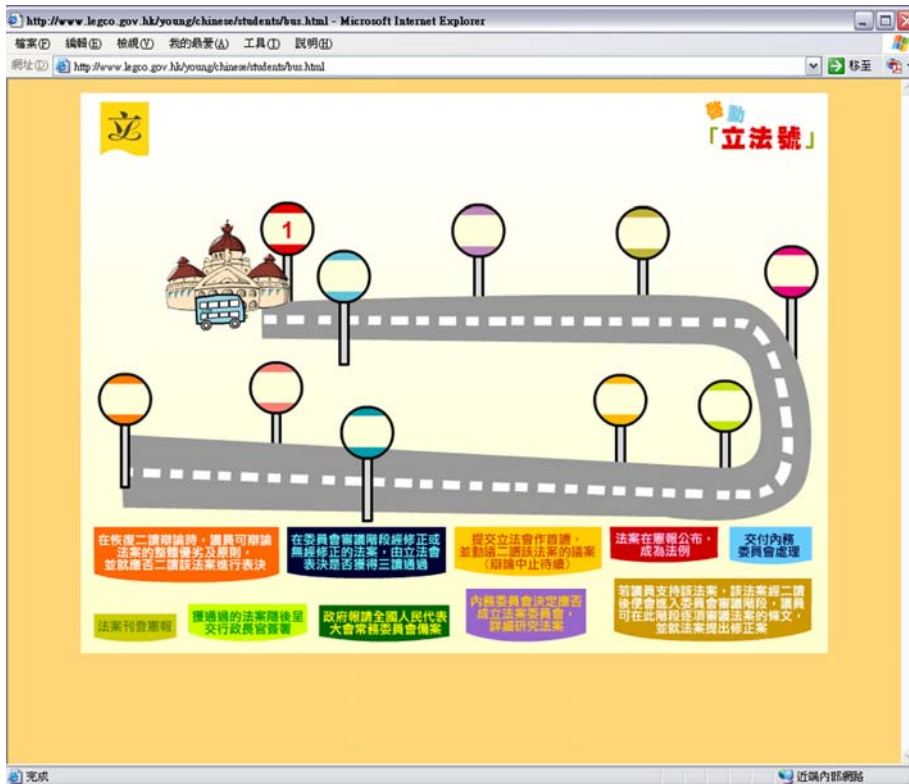 http://www.legco.gov.hk/young/chinese/students/bus.html - Microsoft Internet Explorer
檔案(F) 編輯(E) 檢視(V) 我的最愛(A) 工具(T) 說明(H)
網址(D) http://www.legco.gov.hk/young/chinese/students/bus.html 移至
立
啓動
「立法號」
1
在恢復二讀辯論時，議員可辯論
法案的整體優劣及原則，
並就應否二讀該法案進行表決
在委員會審議階段經修正或
無經修正的法案，由立法會
表決是否獲得三讀通過
提交立法會作首讀，
並動議二讀該法案的議案
（辯論中止待續）
法案在憲報公布，
成為法例
交付內務
委員會處理
法案刊登憲報
獲通過的法案隨後呈
交行政長官簽署
政府報請全國人民代表
大會常務委員會備案
內務委員會決定應否
成立法案委員會，
詳細研究法案
若議員支持該法案，該法案經二讀
後便會進入委員會審議階段，議員
可在此階段逐項審議法案的條文，
並就法案提出修正案
完成
近端內部網路